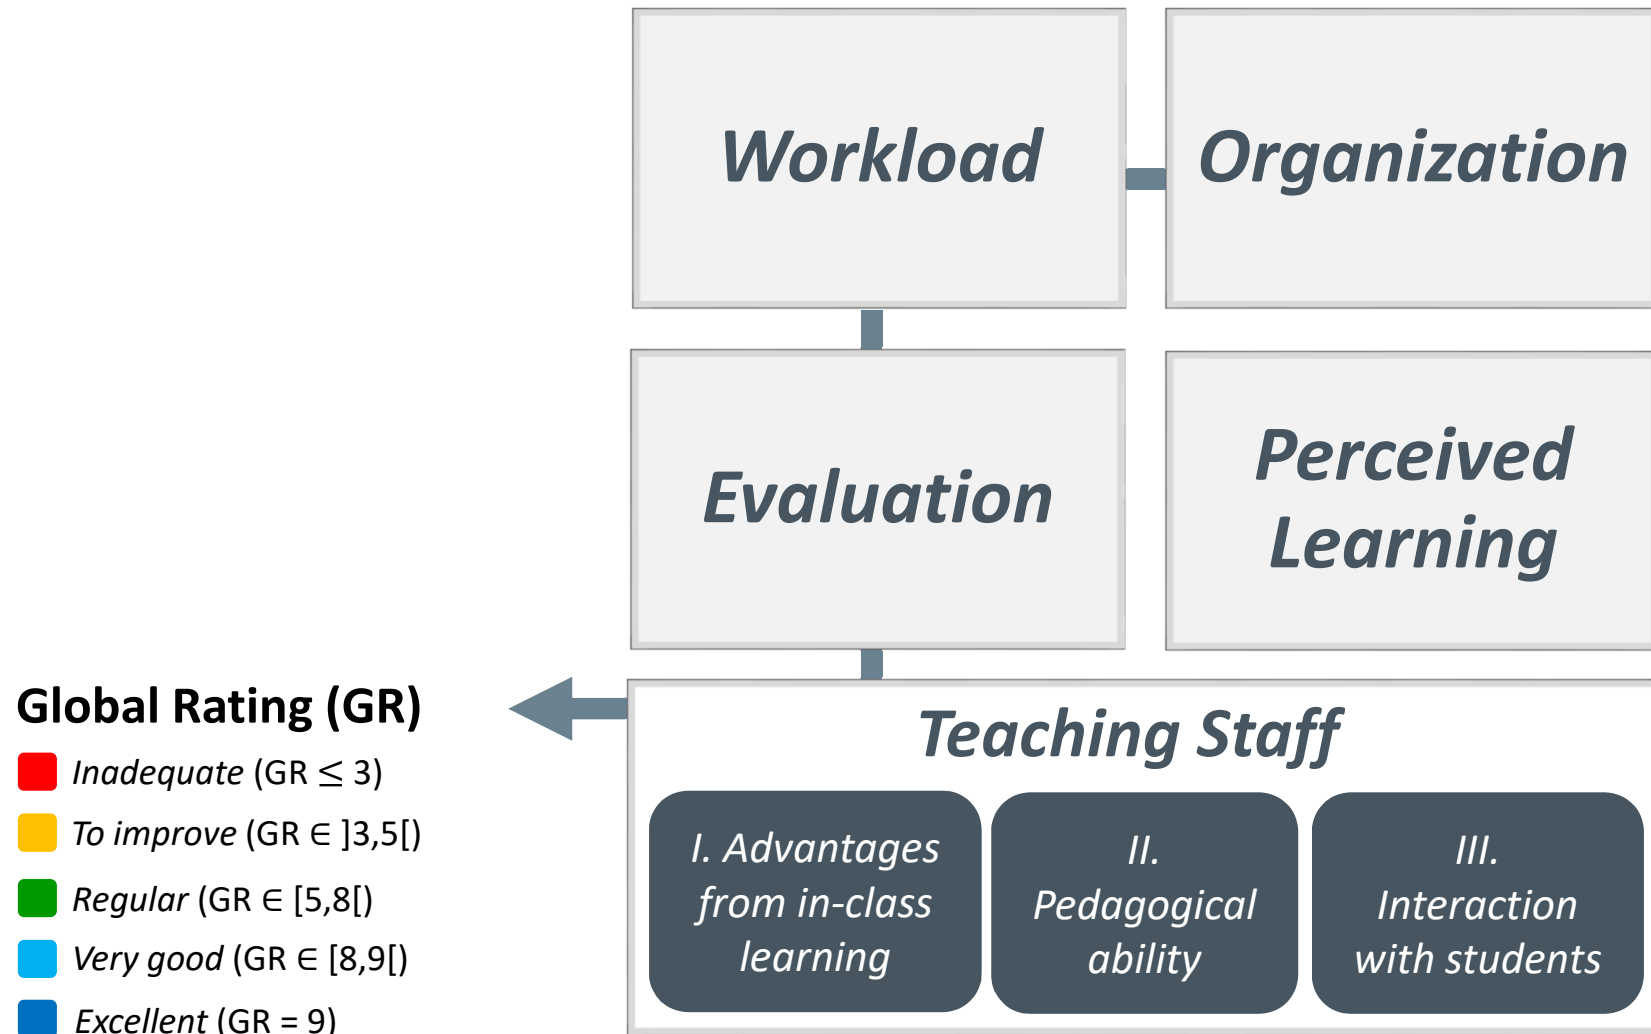 Workload
Organization
Evaluation
Perceived
Learning
Global Rating (GR)
Inadequate (GR ≤ 3)
To improve (GR ∈ ]3,5[)
Regular (GR ∈ [5,8[)
Very good (GR ∈ [8,9[)
Excellent (GR = 9)
Teaching Staff
I. Advantages
from in-class
learning
II.
Pedagogical
ability
III.
Interaction
with students